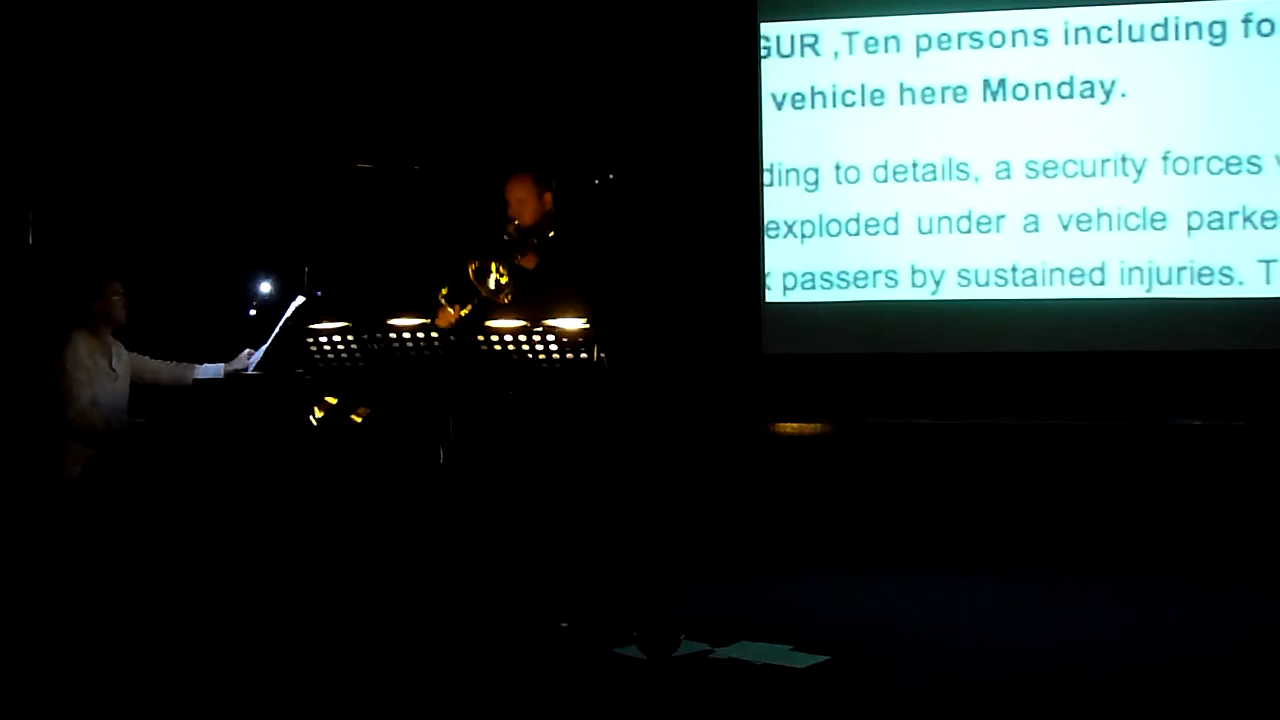 GUR ,Ten persons including fo
vehicle here Monday.
ding to details, a security forces
exploded under a vehicle parke
passers by sustained injuries. T